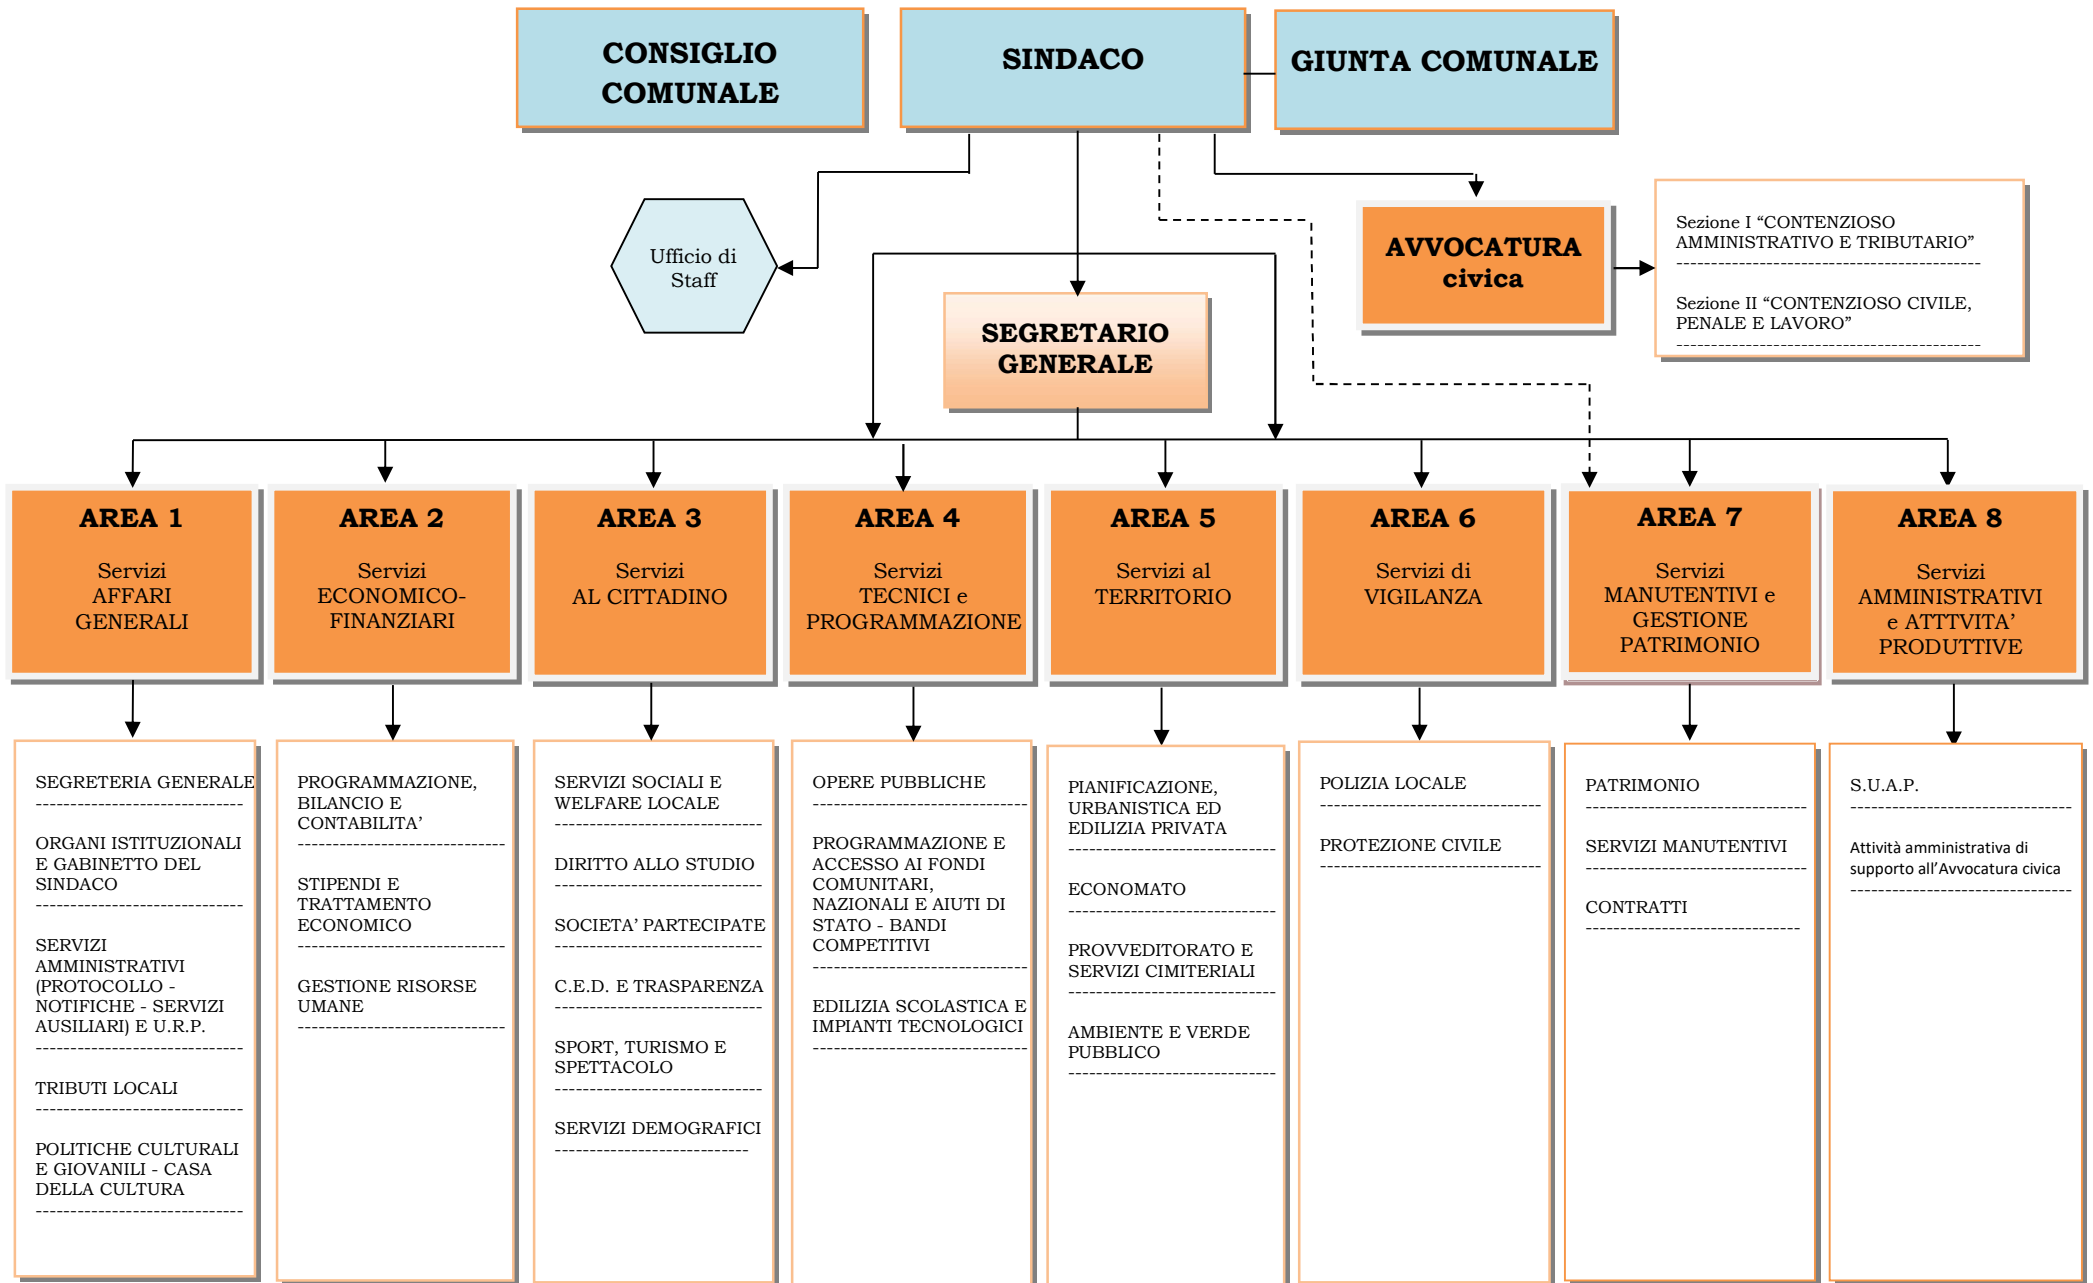 CONSIGLIO
COMUNALE
SINDACO
GIUNTA COMUNALE
Ufficio di
Staff
SEGRETARIO
GENERALE
AVVOCATURA
civica
Sezione I “CONTENZIOSO
AMMINISTRATIVO E TRIBUTARIO”
Sezione II “CONTENZIOSO CIVILE,
PENALE E LAVORO”
AREA 1
Servizi
AFFARI
GENERALI
AREA 2
Servizi
ECONOMICO-
FINANZIARI
AREA 3
Servizi
AL CITTADINO
AREA 4
Servizi
TECNICI e
PROGRAMMAZIONE
AREA 5
Servizi al
TERRITORIO
AREA 6
Servizi di
VIGILANZA
AREA 7
Servizi
MANUTENTIVI e
GESTIONE
PATRIMONIO
AREA 8
Servizi
AMMINISTRATIVI
e ATTTVITA’
PRODUTTIVE
SEGRETERIA GENERALE
ORGANI ISTITUZIONALI
E GABINETTO DEL
SINDACO
SERVIZI
AMMINISTRATIVI
(PROTOCOLLO -
NOTIFICHE - SERVIZI
AUSILIARI) E U.R.P.
TRIBUTI LOCALI
POLITICHE CULTURALI
E GIOVANILI - CASA
DELLA CULTURA
PROGRAMMAZIONE,
BILANCIO E
CONTABILITA’
STIPENDI E
TRATTAMENTO
ECONOMICO
GESTIONE RISORSE
UMANE
SERVIZI SOCIALI E
WELFARE LOCALE
DIRITTO ALLO STUDIO
SOCIETA’ PARTECIPATE
C.E.D. E TRASPARENZA
SPORT, TURISMO E
SPETTACOLO
SERVIZI DEMOGRAFICI
OPERE PUBBLICHE
PROGRAMMAZIONE E
ACCESSO AI FONDI
COMUNITARI,
NAZIONALI E AIUTI DI
STATO - BANDI
COMPETITIVI
EDILIZIA SCOLASTICA E
IMPIANTI TECNOLOGICI
PIANIFICAZIONE,
URBANISTICA ED
EDILIZIA PRIVATA
ECONOMATO
PROVVEDITORATO E
SERVIZI CIMITERIALI
AMBIENTE E VERDE
PUBBLICO
POLIZIA LOCALE
PROTEZIONE CIVILE
PATRIMONIO
SERVIZI MANUTENTIVI
CONTRATTI
S.U.A.P.
Attività amministrativa di
supporto all’Avvocatura civica